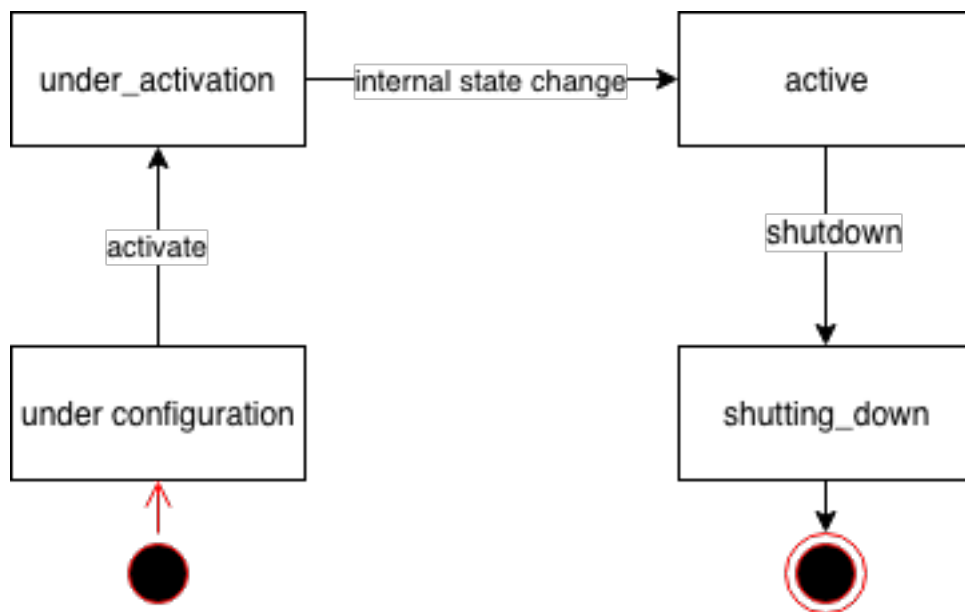 under_activation
internal state change
active
activate
shutdown
under configuration
shutting_down